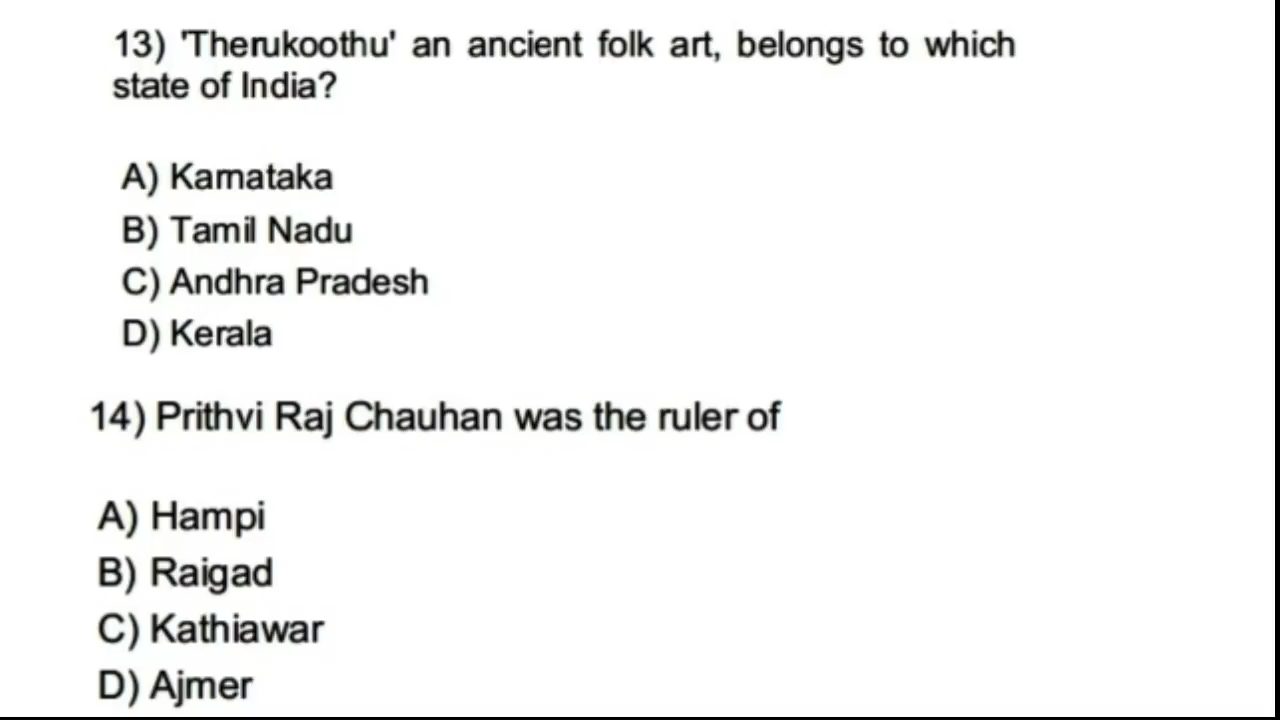 13) 'Therukoothu' an ancient folk art, belongs to which
state of India?
A) Karnataka
B) Tamil Nadu
C) Andhra Pradesh
D) Kerala
14) Prithvi Raj Chauhan was the ruler of
A) Hampi
B) Raigad
C) Kathiawar
D) Ajmer